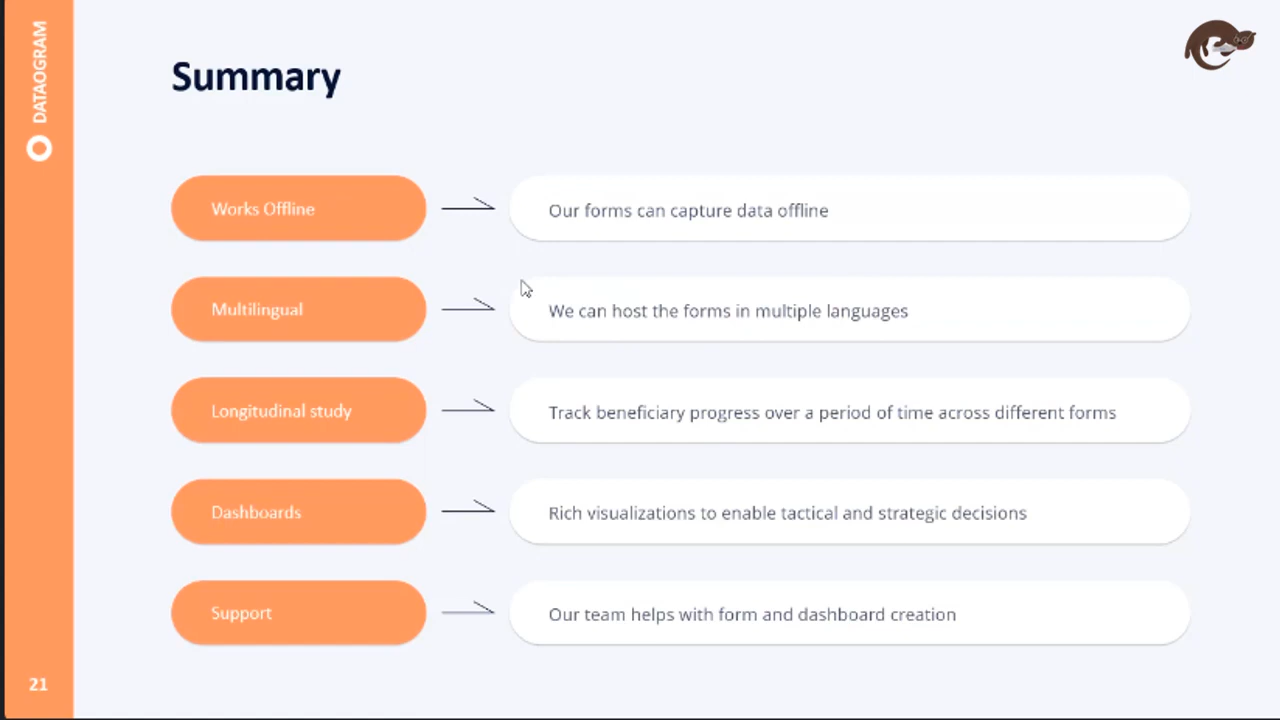 DATAOGRAM
Summary
Works Offline
Our forms can capture data offline
Multilingual
We can host the forms in multiple languages
Longitudinal study
Track beneficiary progress over a period of time across different forms
Dashboards
Rich visualizations to enable tactical and strategic decisions
Support
Our team helps with form and dashboard creation
21